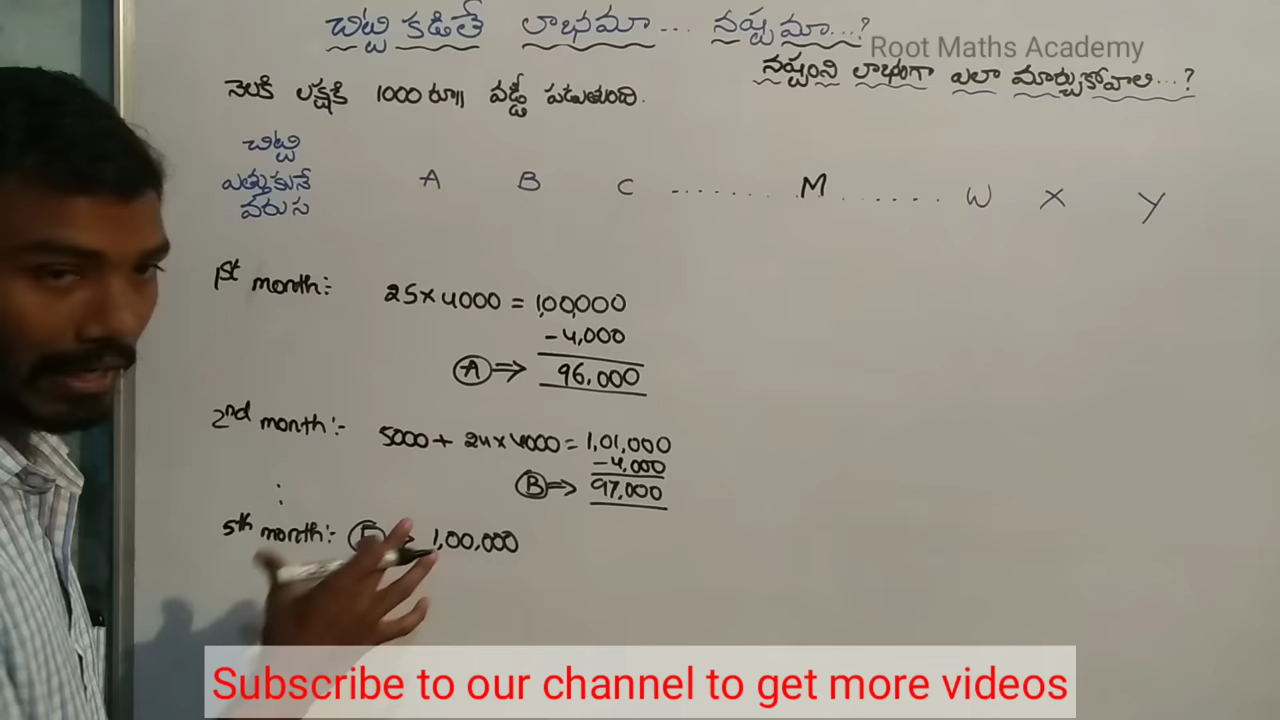 చిట్టి కడితే లాభమా... నష్టమా...?
Root Maths Academy
నష్టాన్ని లాభంగా ఎలా మార్చుకోవాలి...?
నెలకి లక్షకి 1000 రూ|| వడ్డీ పడుతుంది.
చిట్టి
ఎత్తుకునే
వరుస
A B C ........ M ...... W X Y
1st month:- 25×4000 = 1,00,000
-4,000
A ⇒ 96,000
2nd month:- 5000 + 24×4000 = 1,01,000
-4,000
B ⇒ 97,000
:
5th month:- 1,00,000
Subscribe to our channel to get more videos